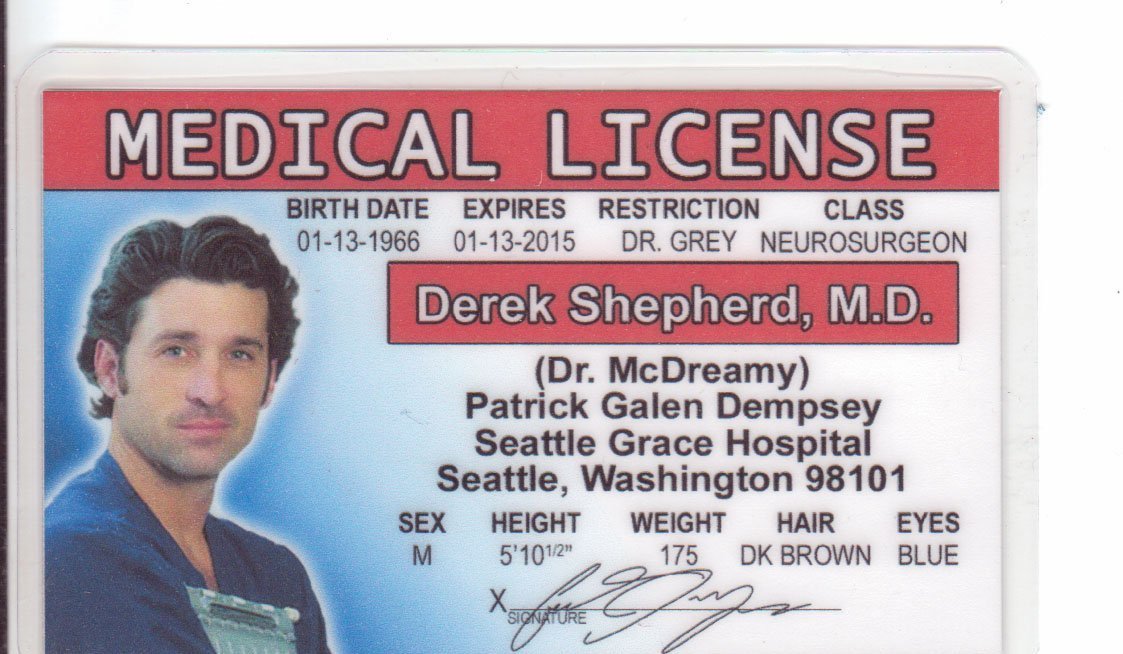 MEDICAL LICENSE
BIRTH DATE EXPIRES RESTRICTION CLASS
01-13-1966 01-13-2015 DR. GREY NEUROSURGEON
Derek Shepherd, M.D.
(Dr. McDreamy)
Patrick Galen Dempsey
Seattle Grace Hospital
Seattle, Washington 98101
SEX HEIGHT WEIGHT HAIR EYES
M 5'10 1/2" 175 DK BROWN BLUE
X
SIGNATURE